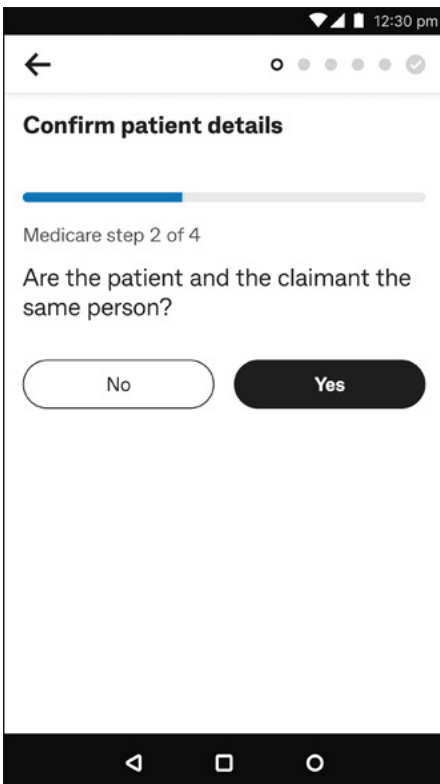 12:30 pm
Confirm patient details
Medicare step 2 of 4
Are the patient and the claimant the
same person?
No
Yes